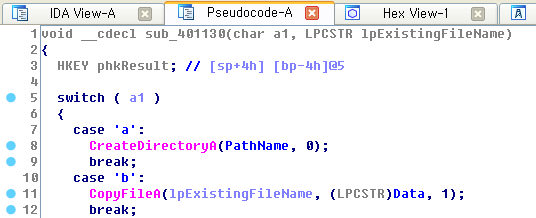 IDA View-A Pseudocode-A Hex View-1
1 void __cdecl sub_401130(char a1, LPCSTR lpExistingFileName)
2 {
3   HKEY phkResult; // [sp+4h] [bp-4h]@5
4
5   switch ( a1 )
6   {
7     case 'a':
8       CreateDirectoryA(PathName, 0);
9       break;
10     case 'b':
11       CopyFileA(lpExistingFileName, (LPCSTR)Data, 1);
12       break;